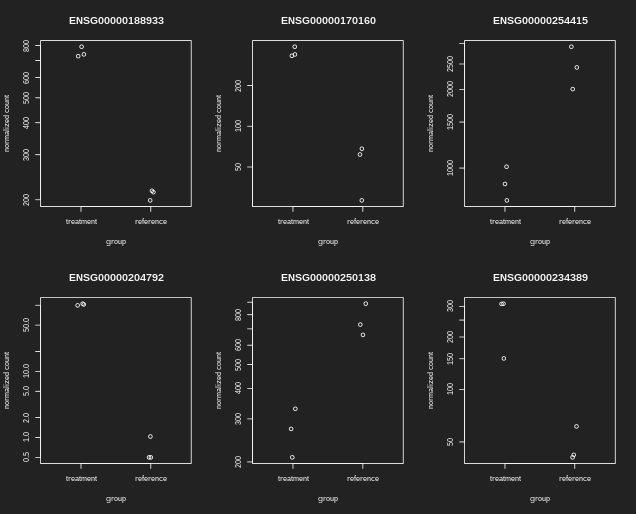 ENSG00000188933
normalized count
800
600
500
400
300
200
treatment reference
group
ENSG00000170160
normalized count
200
100
50
treatment reference
group
ENSG00000254415
normalized count
2500
2000
1500
1000
treatment reference
group
ENSG00000204792
normalized count
50.0
10.0
5.0
2.0
1.0
0.5
treatment reference
group
ENSG00000250138
normalized count
800
600
500
400
300
200
treatment reference
group
ENSG00000234389
normalized count
300
200
150
100
50
treatment reference
group